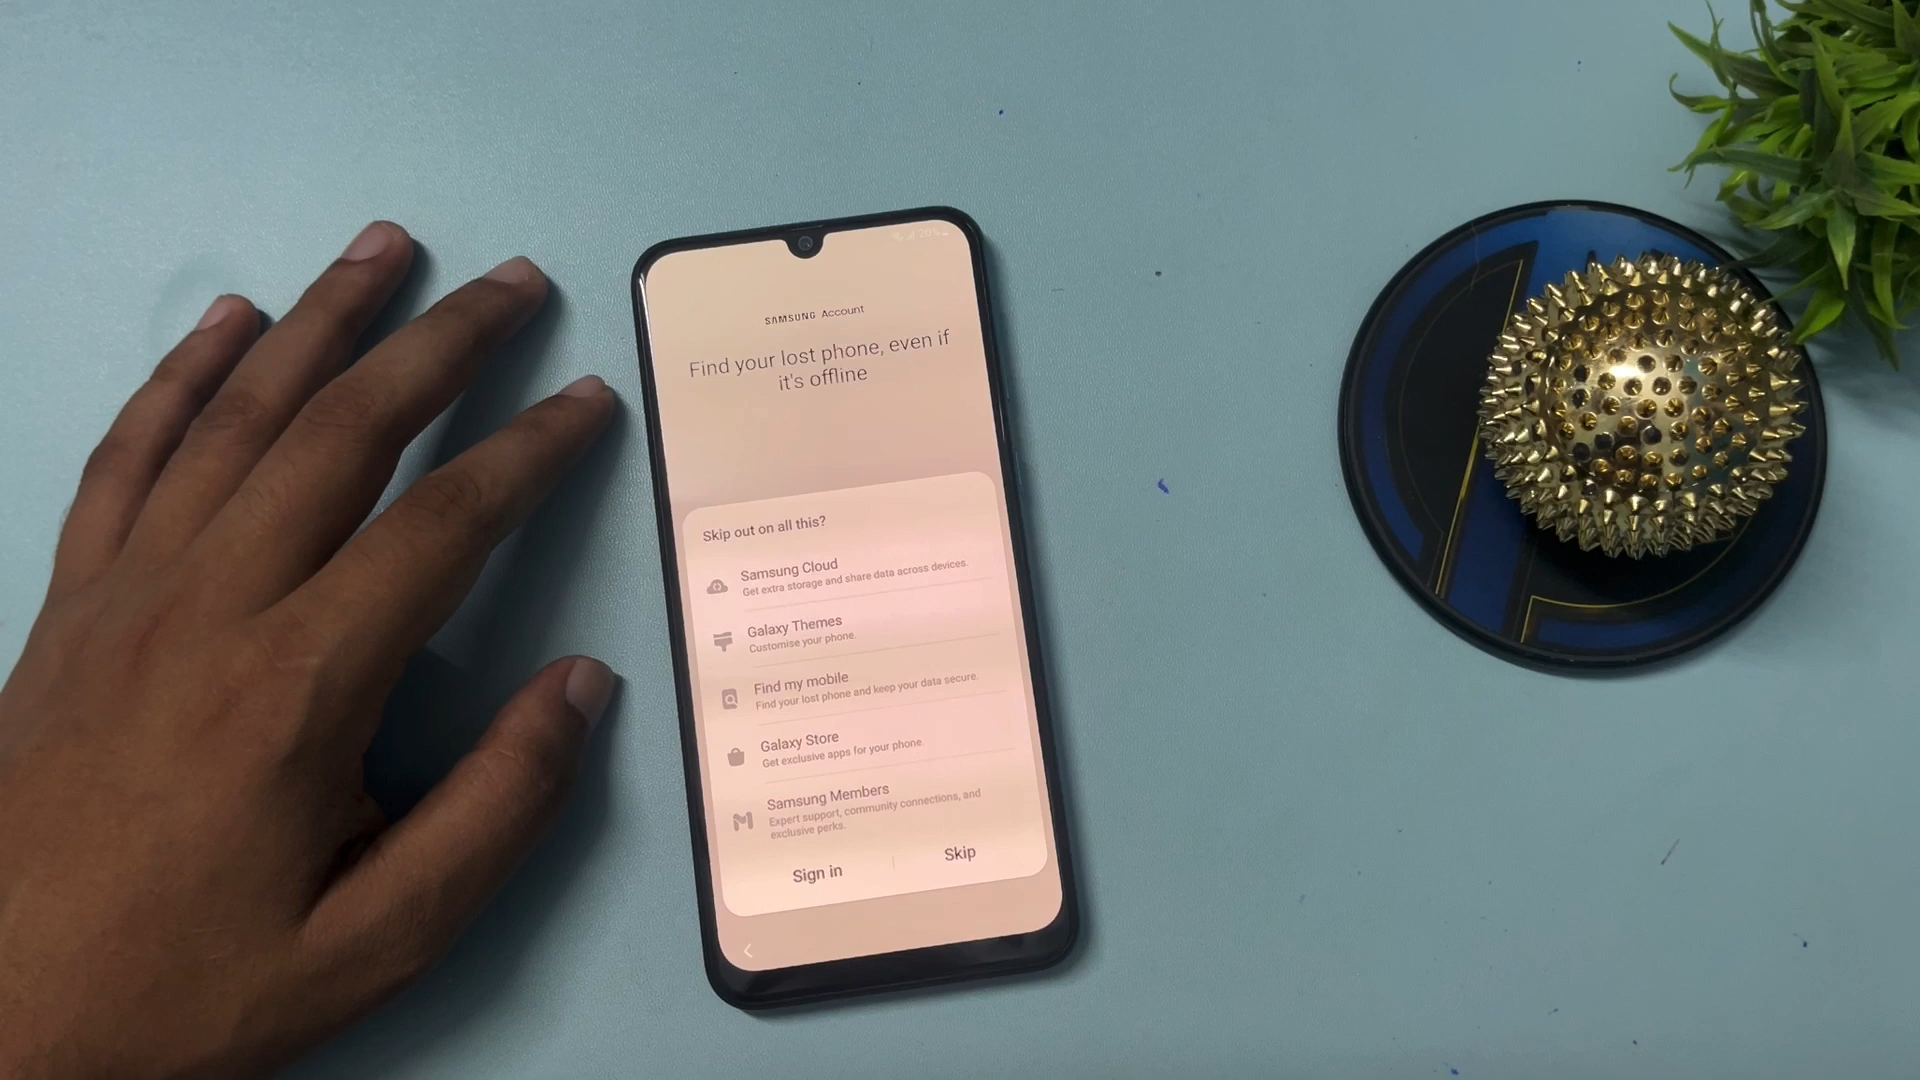 20%
SAMSUNG Account
Find your lost phone, even if
it's offline
Skip out on all this?
Samsung Cloud
Get extra storage and share data across devices.
Galaxy Themes
Customise your phone.
Find my mobile
Find your lost phone and keep your data secure.
Galaxy Store
Get exclusive apps for your phone.
Samsung Members
Expert support, community connections, and
exclusive perks.
Sign in
Skip